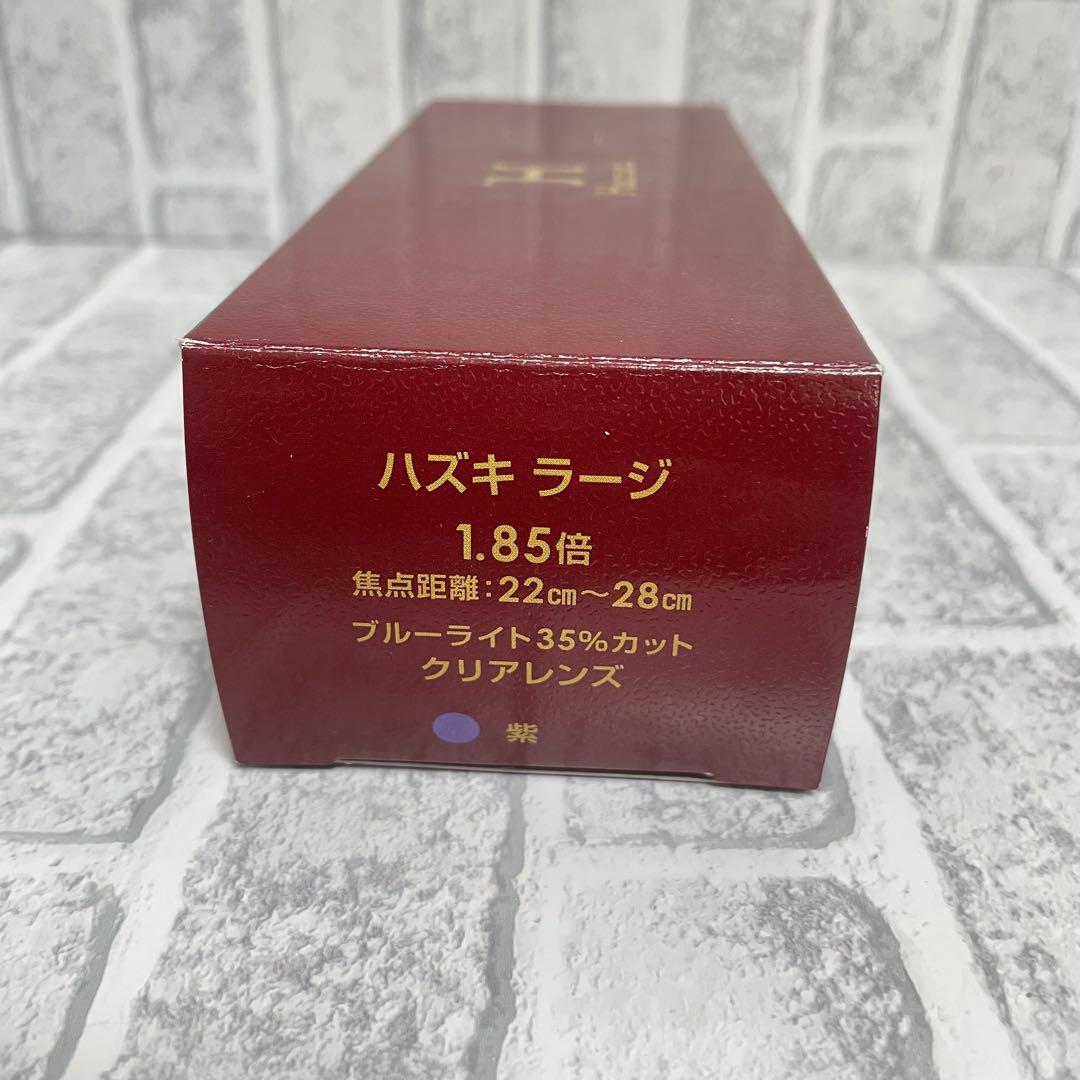 H
ハズキ ラージ
1.85倍
焦点距離:22㎝～28㎝
ブルーライト35%カット
クリアレンズ
紫